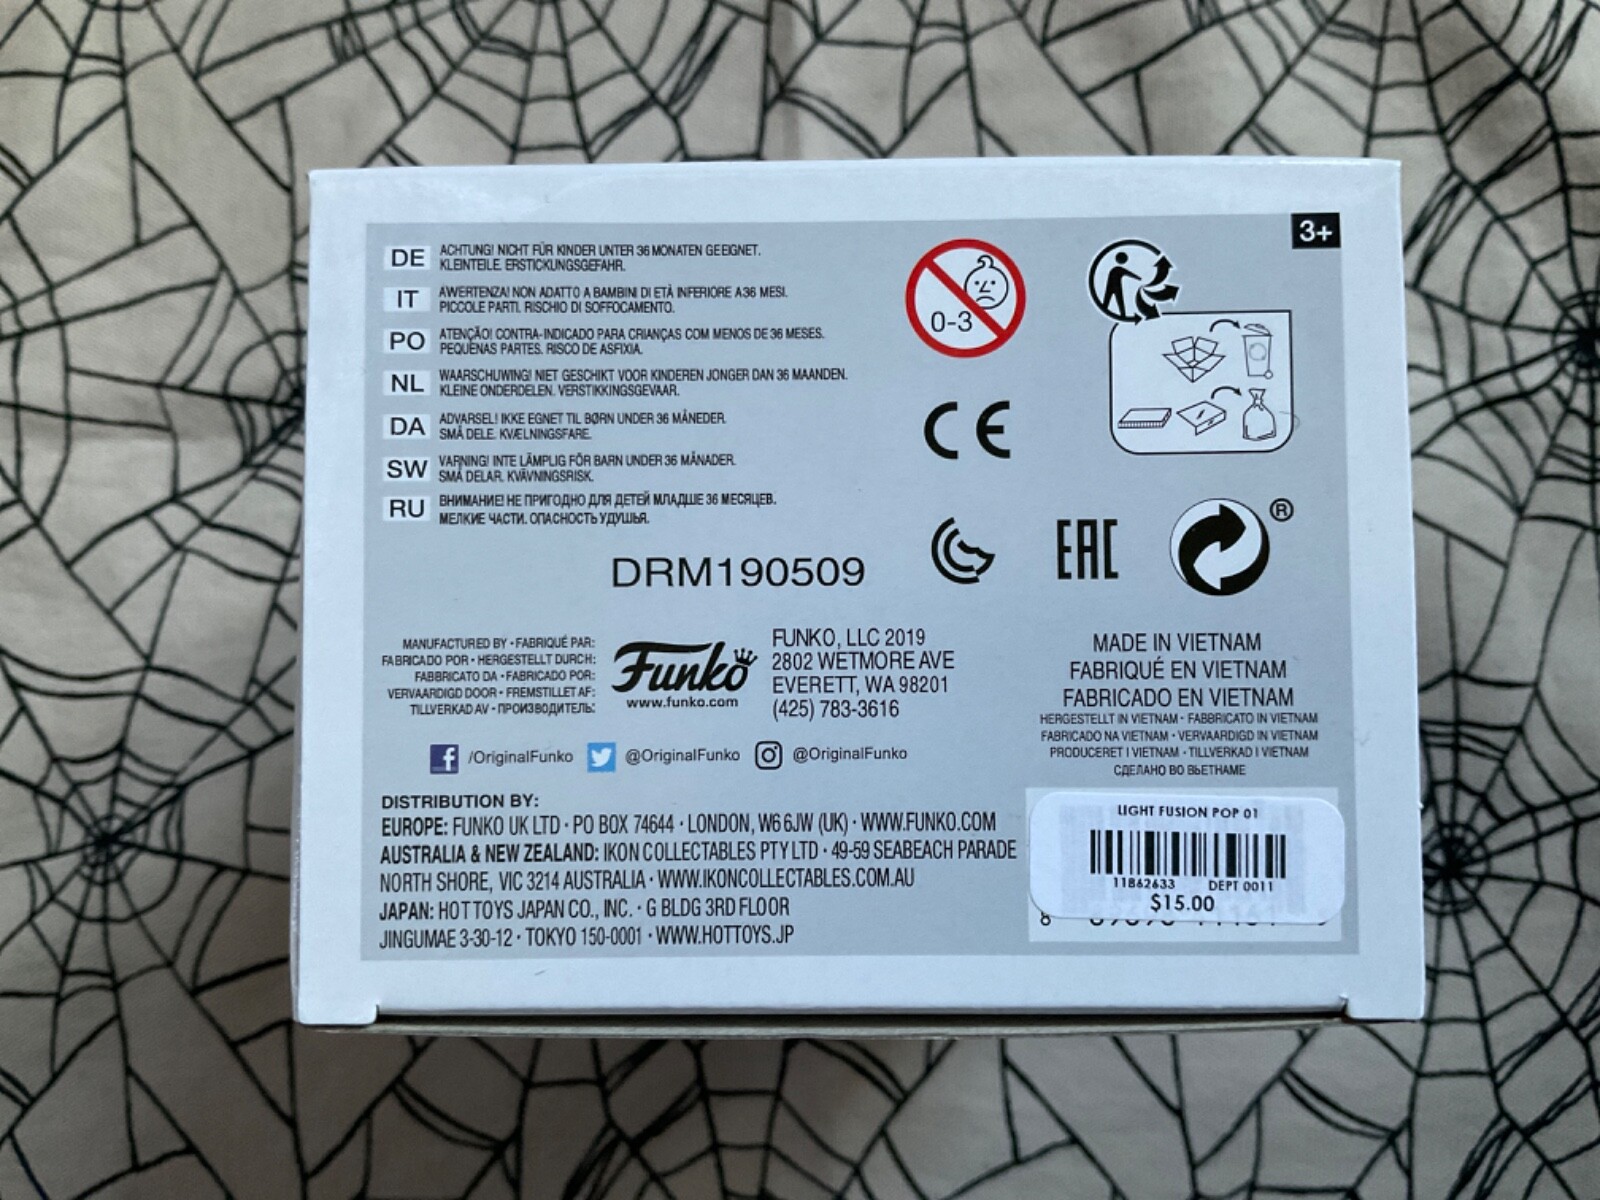 3+
DE ACHTUNG! NICHT FÜR KINDER UNTER 36 MONATEN GEEIGNET.
KLEINTEILE. ERSTICKUNGSGEFAHR.
IT AWERTENZA! NON ADATTO A BAMBINI DI ETÀ INFERIORE A36 MESI.
PICCOLE PARTI. RISCHIO DI SOFFOCAMENTO.
PO ATENÇÃO! CONTRA-INDICADO PARA CRIANÇAS COM MENOS DE 36 MESES.
PEQUENAS PARTES. RISCO DE ASFIXIA.
NL WAARSCHUWING! NIET GESCHIKT VOOR KINDEREN JONGER DAN 36 MAANDEN.
KLEINE ONDERDELEN. VERSTIKKINGSGEVAAR.
DA ADVARSEL! IKKE EGNET TIL BØRN UNDER 36 MÅNEDER.
SMÅ DELE. KVÆLNINGSFARE.
SW VARNING! INTE LÄMPLIG FÖR BARN UNDER 36 MÅNADER.
SMÅ DELAR. KVÄVNINGSRISK.
RU ВНИМАНИЕ! НЕ ПРИГОДНО ДЛЯ ДЕТЕЙ МЛАДШЕ 36 МЕСЯЦЕВ.
МЕЛКИЕ ЧАСТИ. ОПАСНОСТЬ УДУШЬЯ.
0-3
CE
EAC
®
DRM190509
MANUFACTURED BY • FABRIQUÉ PAR:
FABRICADO POR • HERGESTELLT DURCH:
FABBRICATO DA • FABRICADO POR:
VERVAARDIGD DOOR • FREMSTILLET AF:
TILLVERKAD AV • ПРОИЗВОДИТЕЛЬ:
Funko
www.funko.com
FUNKO, LLC 2019
2802 WETMORE AVE
EVERETT, WA 98201
(425) 783-3616
MADE IN VIETNAM
FABRIQUÉ EN VIETNAM
FABRICADO EN VIETNAM
HERGESTELLT IN VIETNAM • FABBRICATO IN VIETNAM
FABRICADO NA VIETNAM • VERVAARDIGD IN VIETNAM
PRODUCERET I VIETNAM • TILLVERKAD I VIETNAM
СДЕЛАНО ВО ВЬЕТНАМЕ
/OriginalFunko @OriginalFunko @OriginalFunko
DISTRIBUTION BY:
EUROPE: FUNKO UK LTD • PO BOX 74644 • LONDON, W6 6JW (UK) • WWW.FUNKO.COM
AUSTRALIA & NEW ZEALAND: IKON COLLECTABLES PTY LTD • 49-59 SEABEACH PARADE
NORTH SHORE, VIC 3214 AUSTRALIA • WWW.IKONCOLLECTABLES.COM.AU
JAPAN: HOT TOYS JAPAN CO., INC. • G BLDG 3RD FLOOR
JINGUMAE 3-30-12 • TOKYO 150-0001 • WWW.HOTTOYS.JP
LIGHT FUSION POP 01
11862633 DEPT 0011
$15.00
8